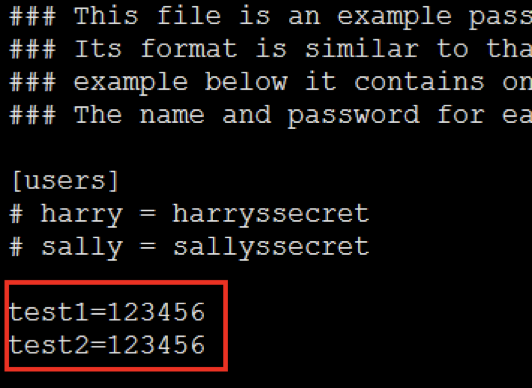 ### This file is an example pass
### Its format is similar to tha
### example below it contains on
### The name and password for ea
[users]
# harry = harryssecret
# sally = sallyssecret
test1=123456
test2=123456